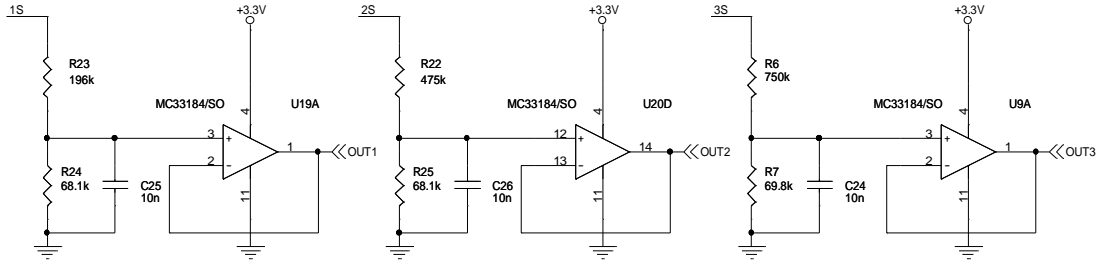 1S
+3.3V
R23
196k
MC33184/SO
U19A
4
3
+
1
OUT1
2
-
R24
68.1k
C25
10n
11
2S
+3.3V
R22
475k
MC33184/SO
U20D
4
12
+
14
OUT2
13
-
R25
68.1k
C26
10n
11
3S
+3.3V
R6
750k
MC33184/SO
U9A
4
3
+
1
OUT3
2
-
R7
69.8k
C24
10n
11